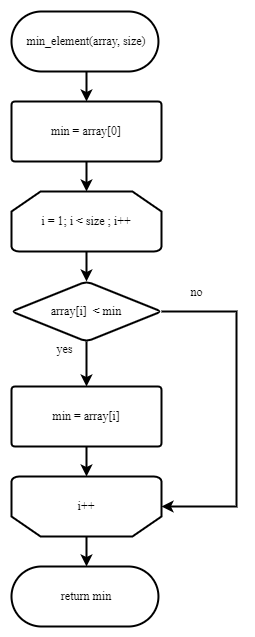 min_element(array, size)
min = array[0]
i = 1; i < size ; i++
array[i]  < min
no
yes
min = array[i]
i++
return min